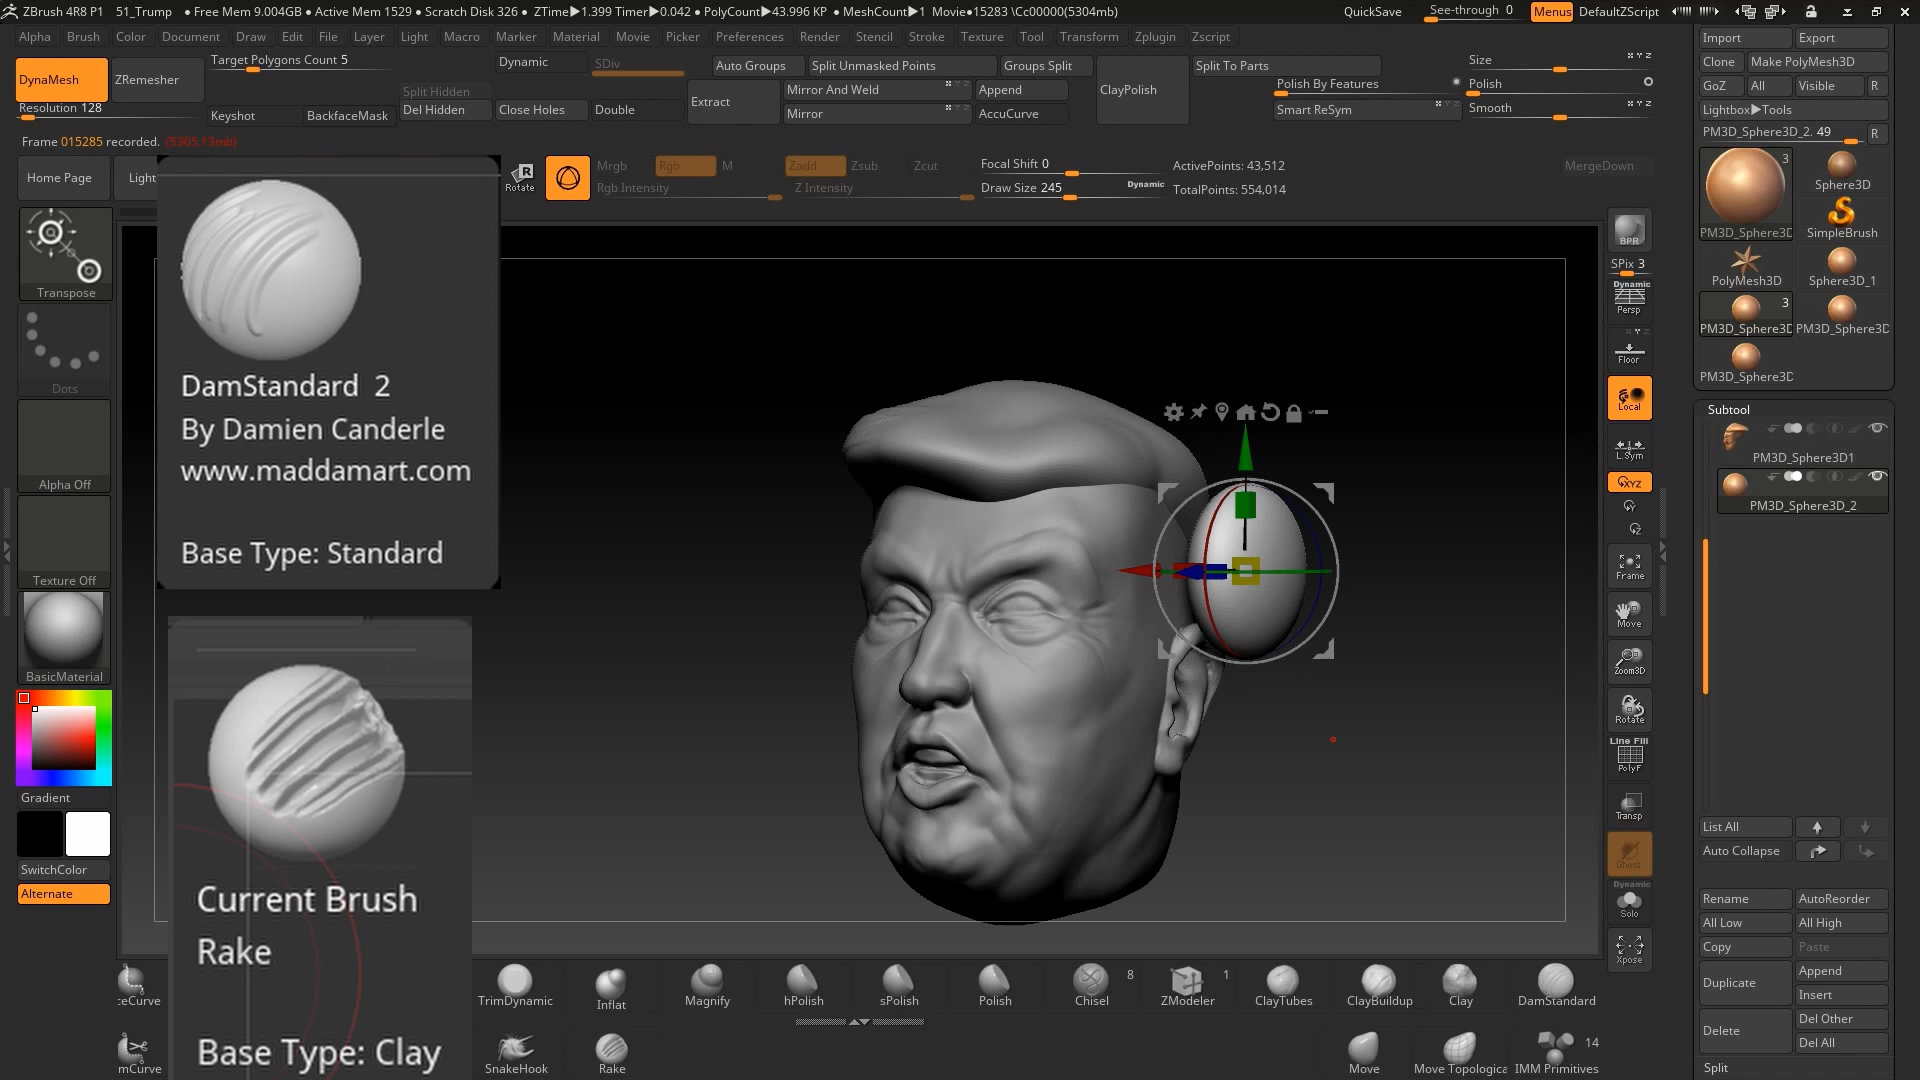 ZBrush 4R8 P1 51_Trump • Free Mem 9.004GB • Active Mem 1529 • Scratch Disk 326 • ZTime▶1.399 Timer▶0.042 • PolyCount▶43.996 KP • MeshCount▶1 Movie•15283 \Cc00000(5304mb) QuickSave See-through 0 Menus DefaultZScript
Alpha Brush Color Document Draw Edit File Layer Light Macro Marker Material Movie Picker Preferences Render Stencil Stroke Texture Tool Transform Zplugin Zscript
DynaMesh
Resolution 128
ZRemesher
Target Polygons Count 5
Keyshot
BackfaceMask
Split Hidden
Del Hidden
Dynamic
Close Holes
SDiv
Double
Auto Groups
Extract
Split Unmasked Points
Mirror And Weld
Mirror
Groups Split
Append
AccuCurve
ClayPolish
Split To Parts
Polish By Features
Smart ReSym
Size
Polish
Smooth
Frame 015285 recorded. (5305.13mb)
Home Page
Light
Rotate
Mrgb Rgb M
Rgb Intensity
Zadd Zsub Zcut
Z Intensity
Focal Shift 0
Draw Size 245
Dynamic
ActivePoints: 43,512
TotalPoints: 554,014
MergeDown
Transpose
Dots
Alpha Off
Texture Off
BasicMaterial
Gradient
SwitchColor
Alternate
DamStandard 2
By Damien Canderle
www.maddamart.com
Base Type: Standard
Current Brush
Rake
Base Type: Clay
ceCurve
TrimDynamic
Inflat
Magnify
hPolish
sPolish
Polish
Chisel
8
ZModeler
1
ClayTubes
ClayBuildup
Clay
DamStandard
mCurve
SnakeHook
Rake
Move
Move Topologica
IMM Primitives
14
BPR
SPix 3
Dynamic
Persp
Floor
Local
L.Sym
XYZ
Frame
Move
Zoom3D
Rotate
Line Fill
PolyF
Transp
Ghost
Dynamic
Solo
Xpose
Import Export
Clone Make PolyMesh3D
GoZ All Visible R
Lightbox▶Tools
PM3D_Sphere3D_2. 49 R
3
PM3D_Sphere3D
Sphere3D
SimpleBrush
PolyMesh3D
Sphere3D_1
3
PM3D_Sphere3D
PM3D_Sphere3D
PM3D_Sphere3D
Subtool
PM3D_Sphere3D1
PM3D_Sphere3D_2
List All
Auto Collapse
Rename AutoReorder
All Low All High
Copy Paste
Duplicate
Append
Insert
Delete
Del Other
Del All
Split